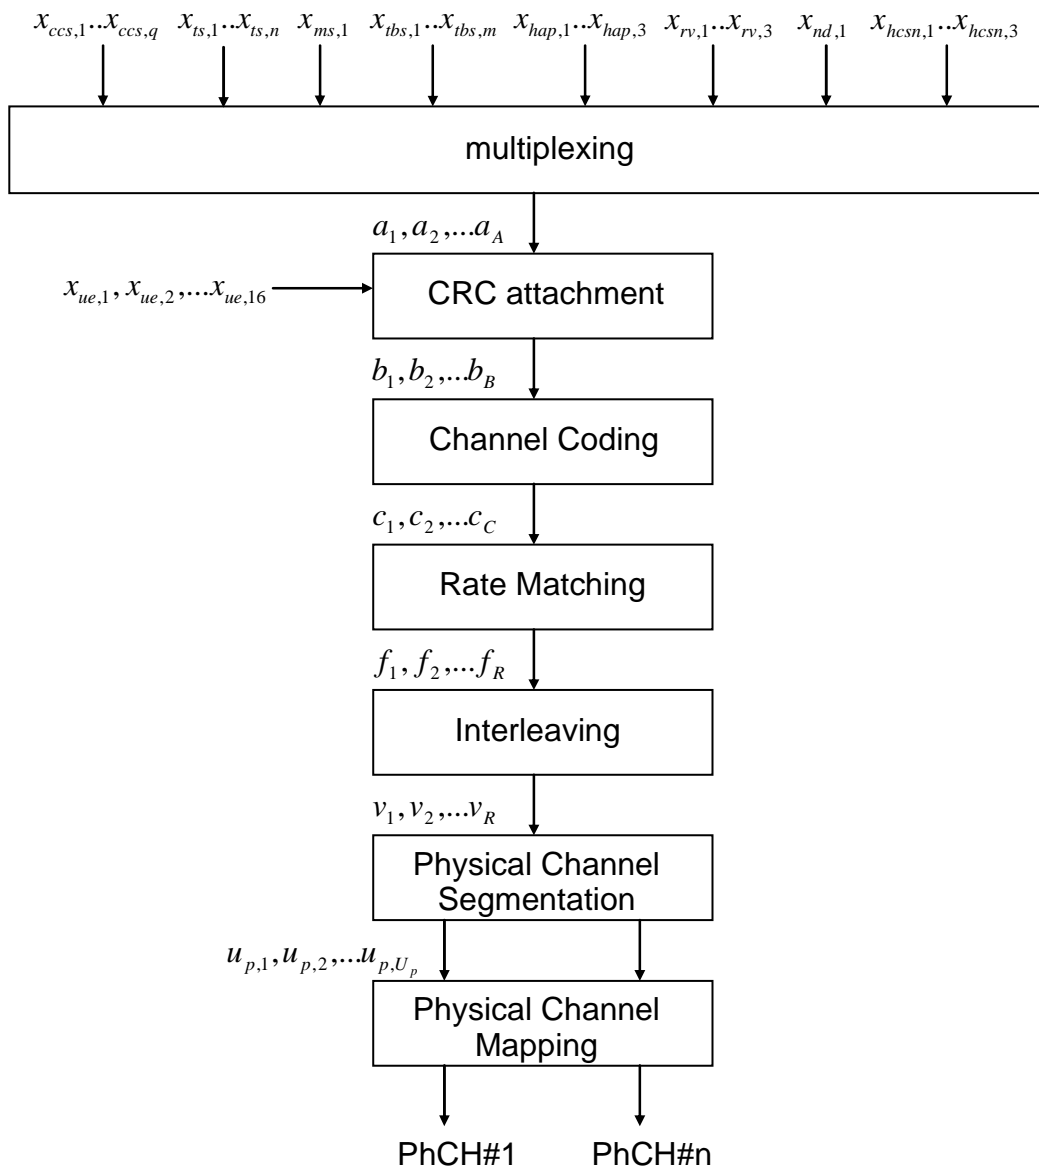 x_{ccs,1}..x_{ccs,q} x_{ts,1}..x_{ts,n} x_{ms,1} x_{tbs,1}..x_{tbs,m} x_{hap,1}..x_{hap,3} x_{rv,1}..x_{rv,3} x_{nd,1} x_{hcsn,1}..x_{hcsn,3}
multiplexing
a_1, a_2,...a_A
x_{ue,1}, x_{ue,2},...x_{ue,16}
CRC attachment
b_1, b_2,...b_B
Channel Coding
c_1, c_2,...c_C
Rate Matching
f_1, f_2,...f_R
Interleaving
v_1, v_2,...v_R
Physical Channel
Segmentation
u_{p,1}, u_{p,2},...u_{p,U_p}
Physical Channel
Mapping
PhCH#1 PhCH#n